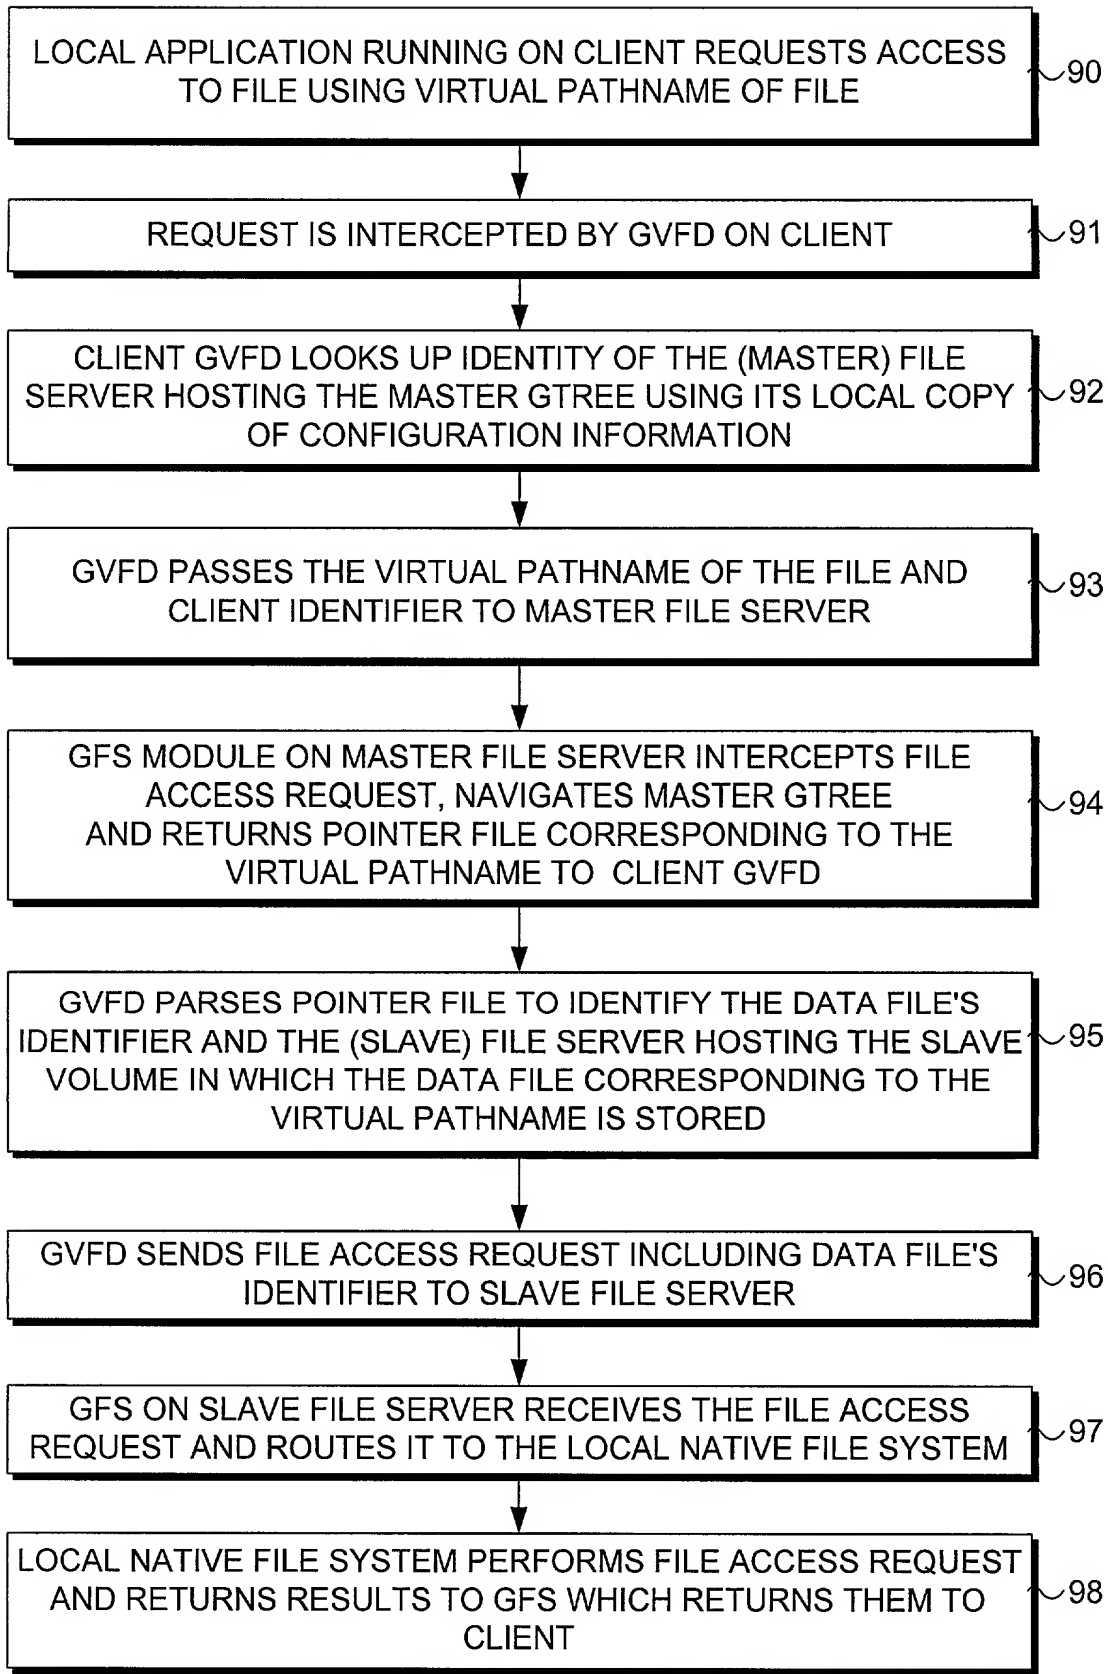 LOCAL APPLICATION RUNNING ON CLIENT REQUESTS ACCESS
TO FILE USING VIRTUAL PATHNAME OF FILE
90
REQUEST IS INTERCEPTED BY GVFD ON CLIENT
91
CLIENT GVFD LOOKS UP IDENTITY OF THE (MASTER) FILE
SERVER HOSTING THE MASTER GTREE USING ITS LOCAL COPY
OF CONFIGURATION INFORMATION
92
GVFD PASSES THE VIRTUAL PATHNAME OF THE FILE AND
CLIENT IDENTIFIER TO MASTER FILE SERVER
93
GFS MODULE ON MASTER FILE SERVER INTERCEPTS FILE
ACCESS REQUEST, NAVIGATES MASTER GTREE
AND RETURNS POINTER FILE CORRESPONDING TO THE
VIRTUAL PATHNAME TO CLIENT GVFD
94
GVFD PARSES POINTER FILE TO IDENTIFY THE DATA FILE'S
IDENTIFIER AND THE (SLAVE) FILE SERVER HOSTING THE SLAVE
VOLUME IN WHICH THE DATA FILE CORRESPONDING TO THE
VIRTUAL PATHNAME IS STORED
95
GVFD SENDS FILE ACCESS REQUEST INCLUDING DATA FILE'S
IDENTIFIER TO SLAVE FILE SERVER
96
GFS ON SLAVE FILE SERVER RECEIVES THE FILE ACCESS
REQUEST AND ROUTES IT TO THE LOCAL NATIVE FILE SYSTEM
97
LOCAL NATIVE FILE SYSTEM PERFORMS FILE ACCESS REQUEST
AND RETURNS RESULTS TO GFS WHICH RETURNS THEM TO
CLIENT
98